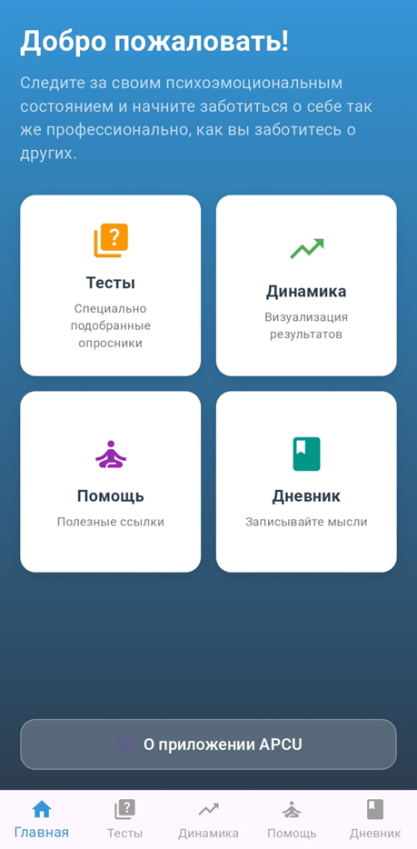 Добро пожаловать!
Следите за своим психоэмоциональным
состоянием и начните заботиться о себе так
же профессионально, как вы заботитесь о
других.
?
Тесты
Специально
подобранные
опросники
Динамика
Визуализация
результатов
Помощь
Полезные ссылки
Дневник
Записывайте мысли
О приложении APCU
Главная
?
Тесты
Динамика
Помощь
Дневник